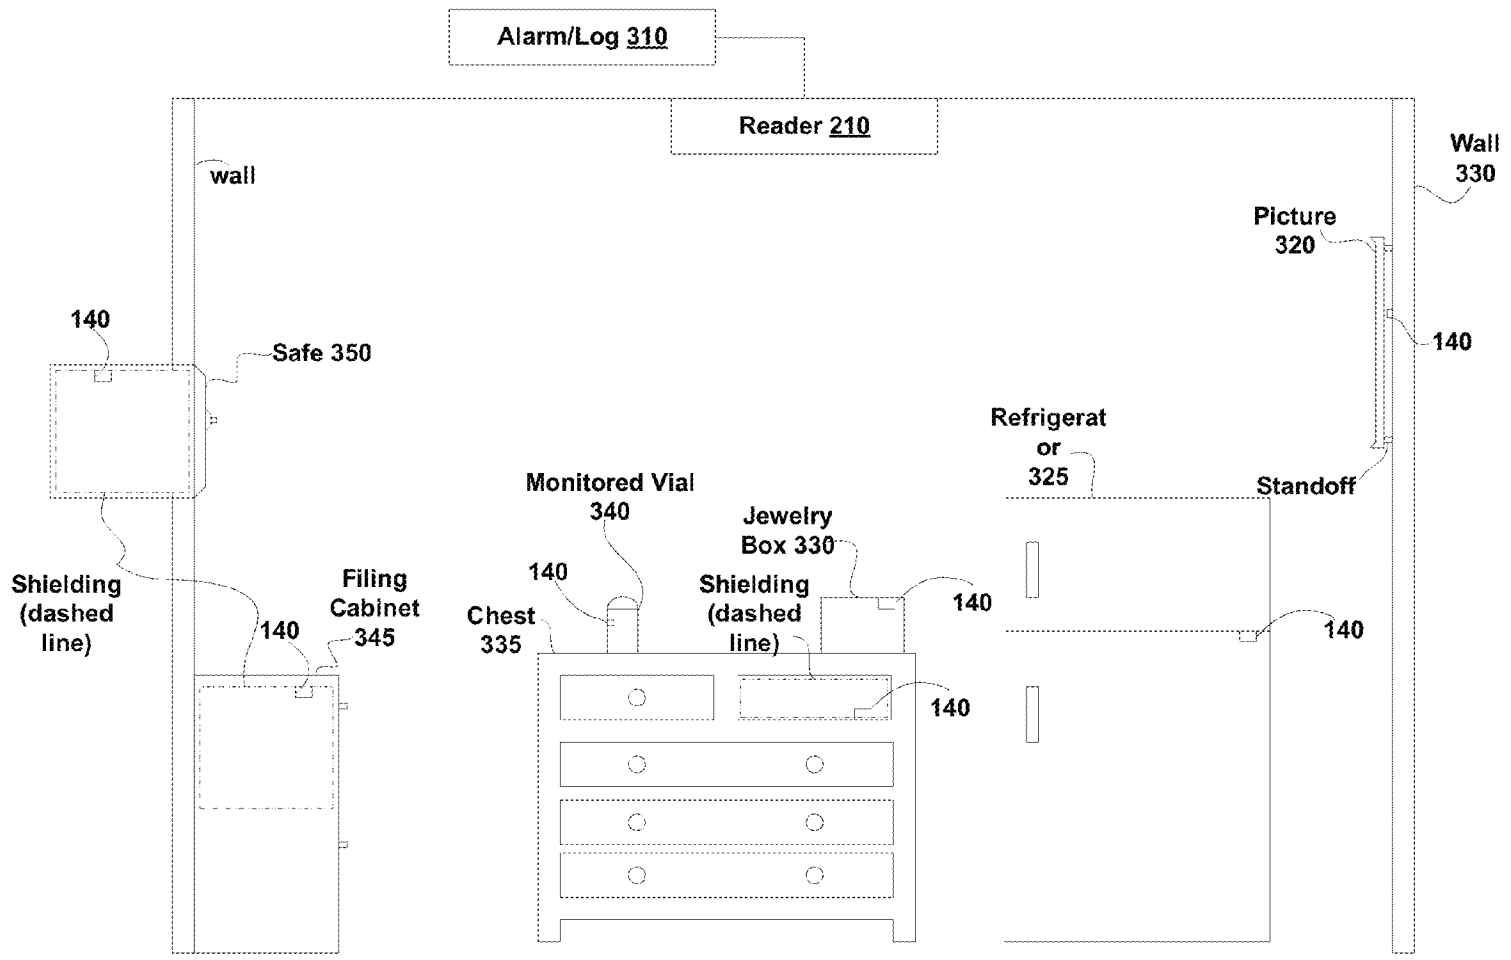 Alarm/Log 310
Reader 210
wall
Wall
330
Picture
320
140
Safe 350
140
Refrigerat
or
325
Standoff
Monitored Vial
340
Jewelry
Box 330
Shielding
(dashed
line)
Filing
Cabinet
345
140
140
Chest
335
Shielding
(dashed
line)
140
140
140